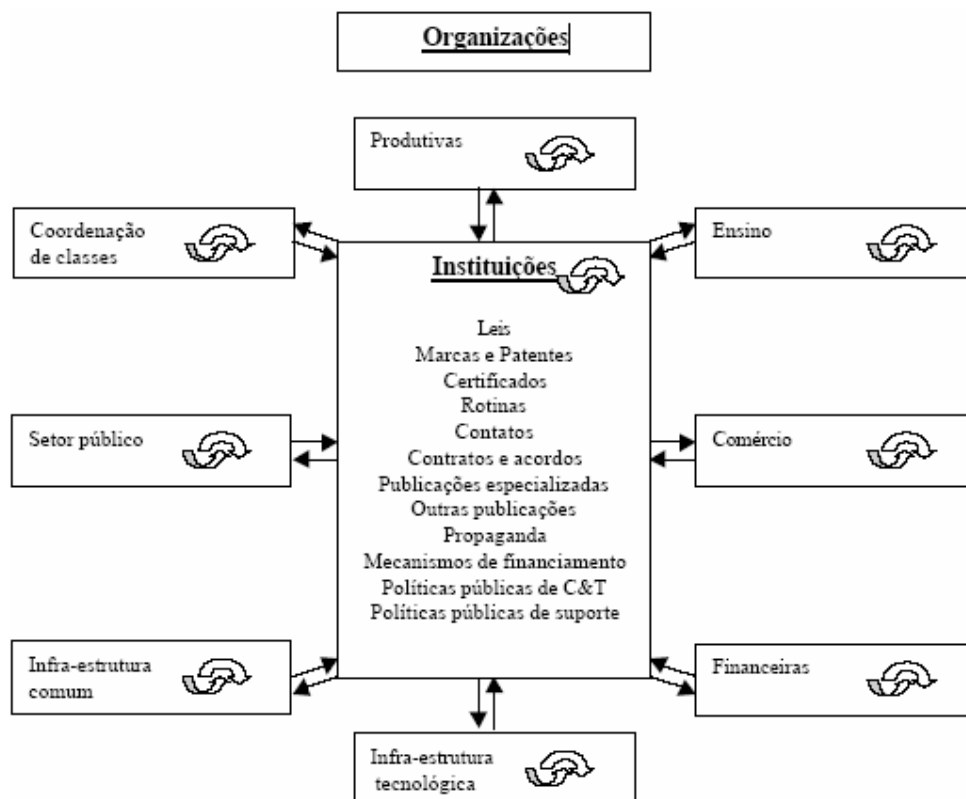 Organizações
Produtivas
Coordenação
de classes
Ensino
Instituições
Leis
Marcas e Patentes
Certificados
Rotinas
Contatos
Contratos e acordos
Publicações especializadas
Outras publicações
Propaganda
Mecanismos de financiamento
Políticas públicas de C&T
Políticas públicas de suporte
Setor público
Comércio
Infra-estrutura
comum
Financeiras
Infra-estrutura
tecnológica